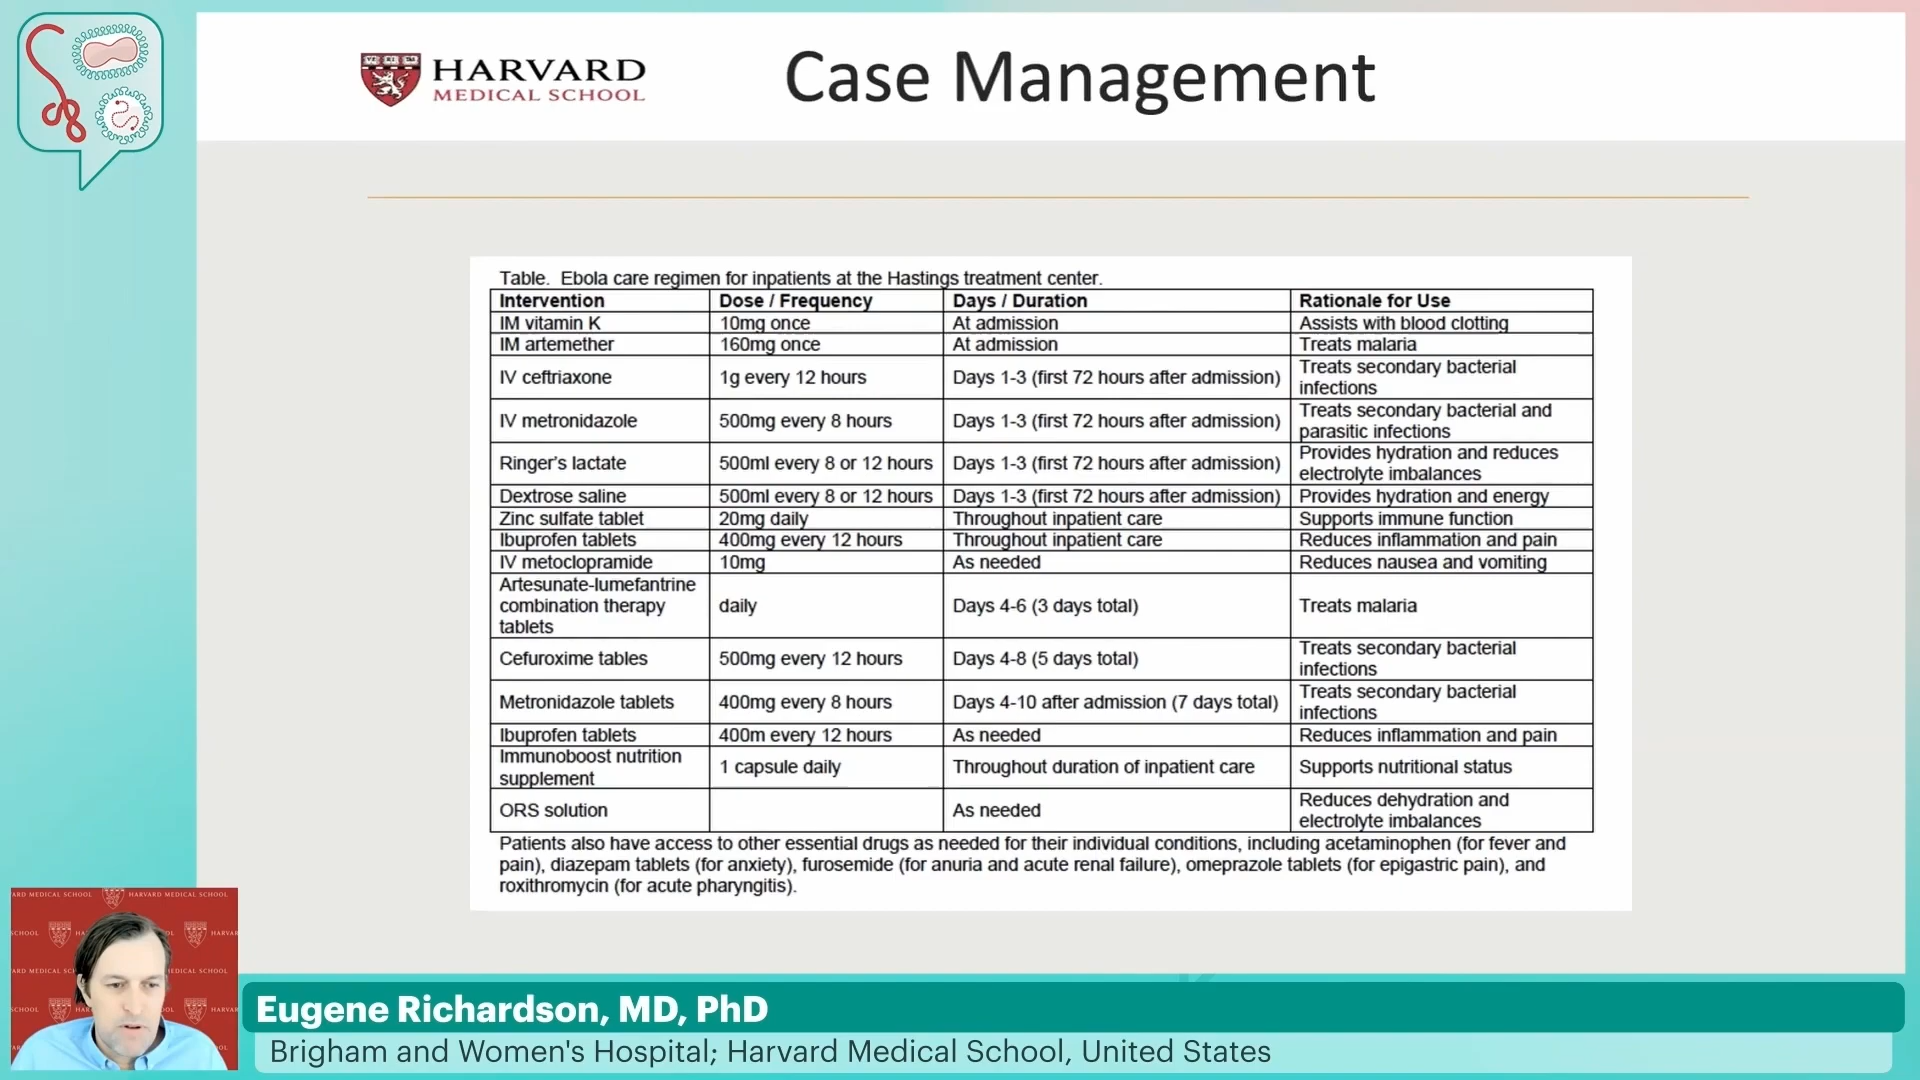 HARVARD
MEDICAL SCHOOL
Case Management
Table. Ebola care regimen for inpatients at the Hastings treatment center.
Intervention Dose / Frequency Days / Duration Rationale for Use
IM vitamin K 10mg once At admission Assists with blood clotting
IM artemether 160mg once At admission Treats malaria
IV ceftriaxone 1g every 12 hours Days 1-3 (first 72 hours after admission) Treats secondary bacterial
infections
IV metronidazole 500mg every 8 hours Days 1-3 (first 72 hours after admission) Treats secondary bacterial and
parasitic infections
Ringer's lactate 500ml every 8 or 12 hours Days 1-3 (first 72 hours after admission) Provides hydration and reduces
electrolyte imbalances
Dextrose saline 500ml every 8 or 12 hours Days 1-3 (first 72 hours after admission) Provides hydration and energy
Zinc sulfate tablet 20mg daily Throughout inpatient care Supports immune function
Ibuprofen tablets 400mg every 12 hours Throughout inpatient care Reduces inflammation and pain
IV metoclopramide 10mg As needed Reduces nausea and vomiting
Artesunate-lumefantrine
combination therapy daily Days 4-6 (3 days total) Treats malaria
tablets
Cefuroxime tables 500mg every 12 hours Days 4-8 (5 days total) Treats secondary bacterial
infections
Metronidazole tablets 400mg every 8 hours Days 4-10 after admission (7 days total) Treats secondary bacterial
infections
Ibuprofen tablets 400m every 12 hours As needed Reduces inflammation and pain
Immunoboost nutrition
supplement 1 capsule daily Throughout duration of inpatient care Supports nutritional status
ORS solution As needed Reduces dehydration and
electrolyte imbalances
Patients also have access to other essential drugs as needed for their individual conditions, including acetaminophen (for fever and
pain), diazepam tablets (for anxiety), furosemide (for anuria and acute renal failure), omeprazole tablets (for epigastric pain), and
roxithromycin (for acute pharyngitis).
HARVARD MEDICAL SCHOOL
Eugene Richardson, MD, PhD
Brigham and Women's Hospital; Harvard Medical School, United States